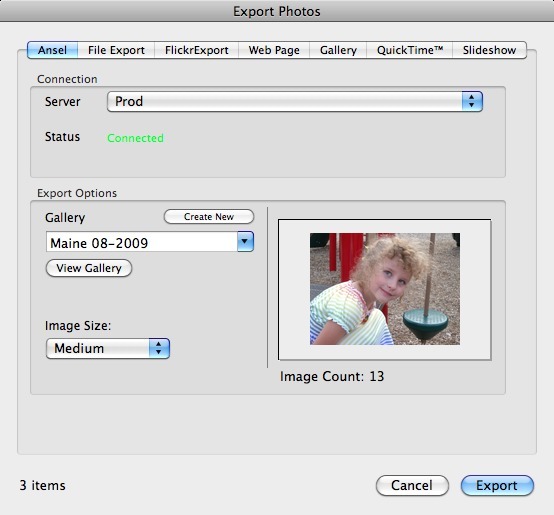 Export Photos
Ansel File Export FlickrExport Web Page Gallery QuickTime™ Slideshow
Connection
Server Prod
Status Connected
Export Options
Gallery Create New
Maine 08-2009
View Gallery
Image Size:
Medium
Image Count: 13
3 items Cancel Export